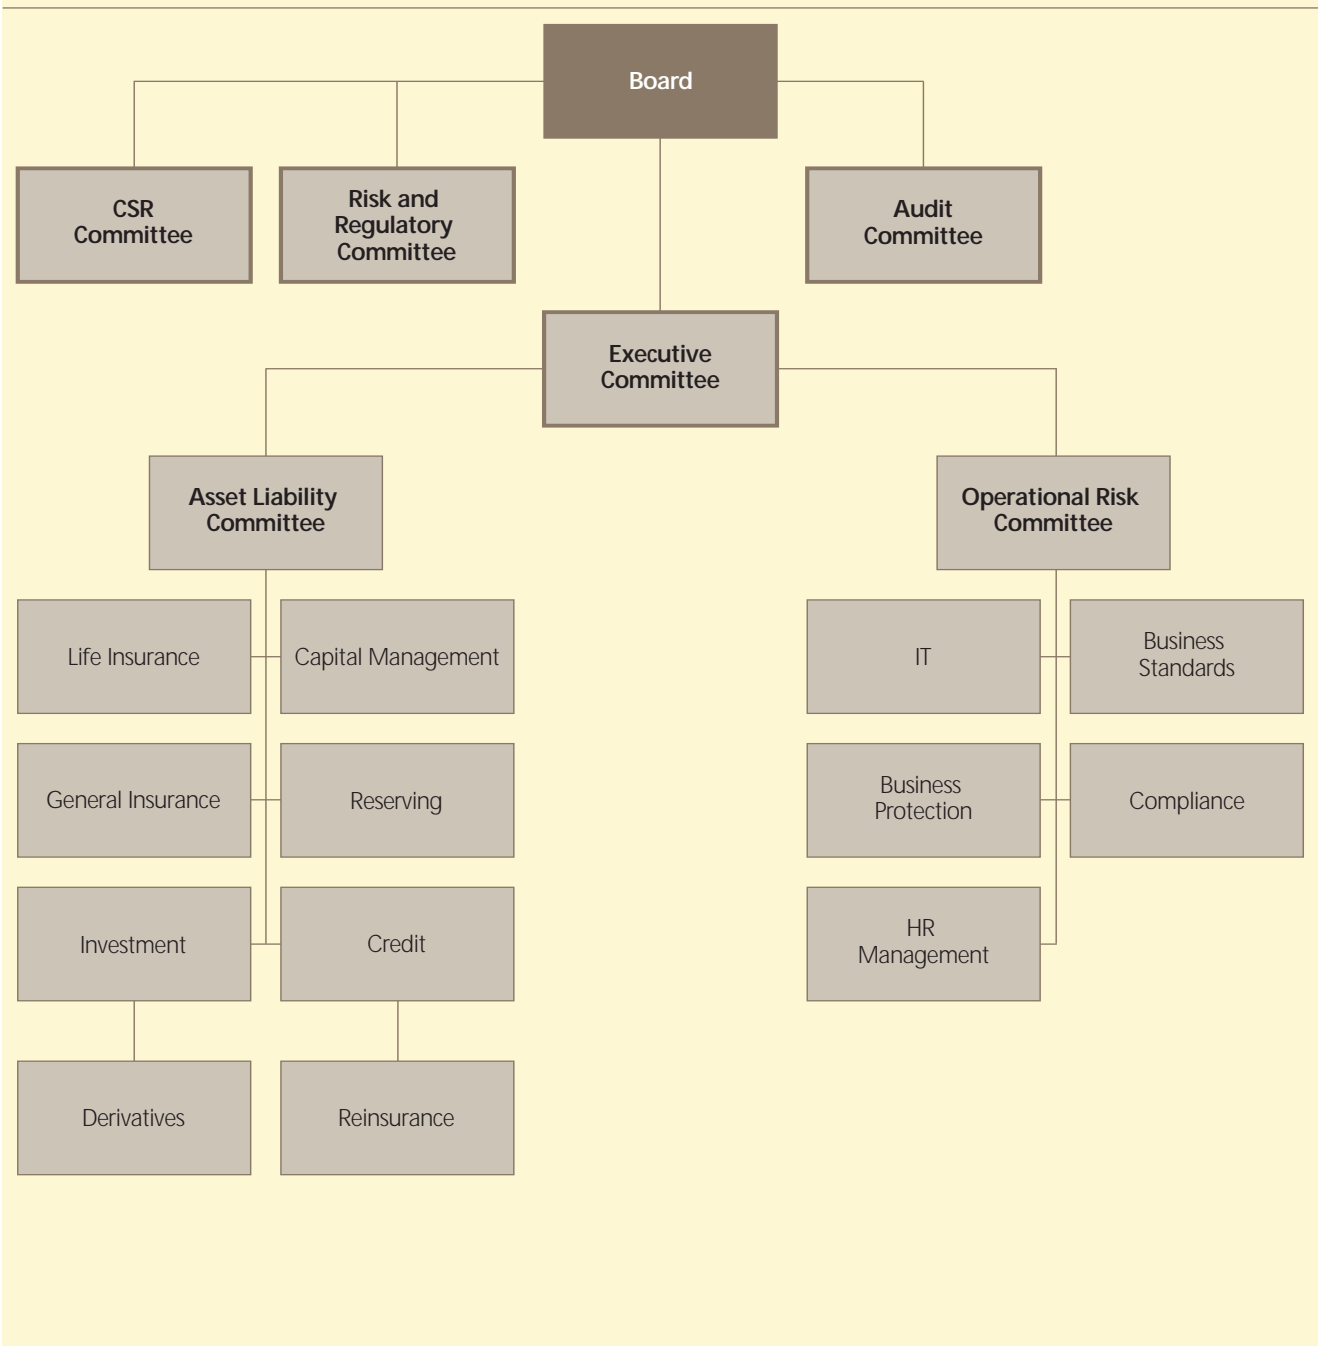 Board
CSR
Committee
Risk and
Regulatory
Committee
Audit
Committee
Executive
Committee
Asset Liability
Committee
Operational Risk
Committee
Life Insurance
Capital Management
IT
Business
Standards
General Insurance
Reserving
Business
Protection
Compliance
Investment
Credit
HR
Management
Derivatives
Reinsurance